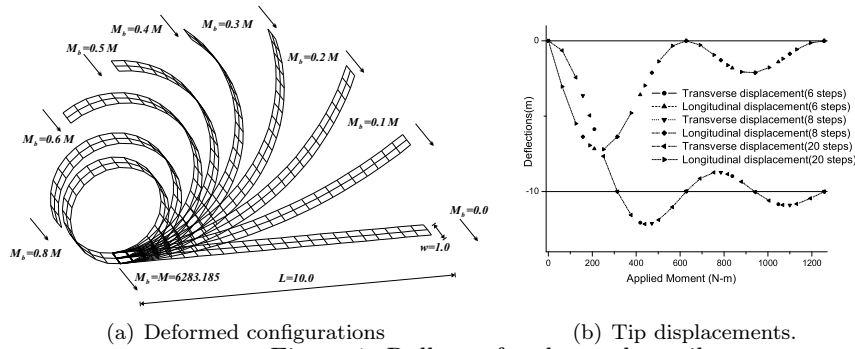 M_b=0.4 M
M_b=0.3 M
M_b=0.5 M
M_b=0.2 M
M_b=0.1 M
M_b=0.6 M
M_b=0.0
w=1.0
M_b=0.8 M
M_b=M=6283.185
L=10.0
(a) Deformed configurations
0
-10
Deflections(m)
Transverse displacement(6 steps)
Longitudinal displacement(6 steps)
Transverse displacement(8 steps)
Longitudinal displacement(8 steps)
Transverse displacement(20 steps)
Longitudinal displacement(20 steps)
0 200 400 600 800 1000 1200
Applied Moment (N-m)
(b) Tip displacements.